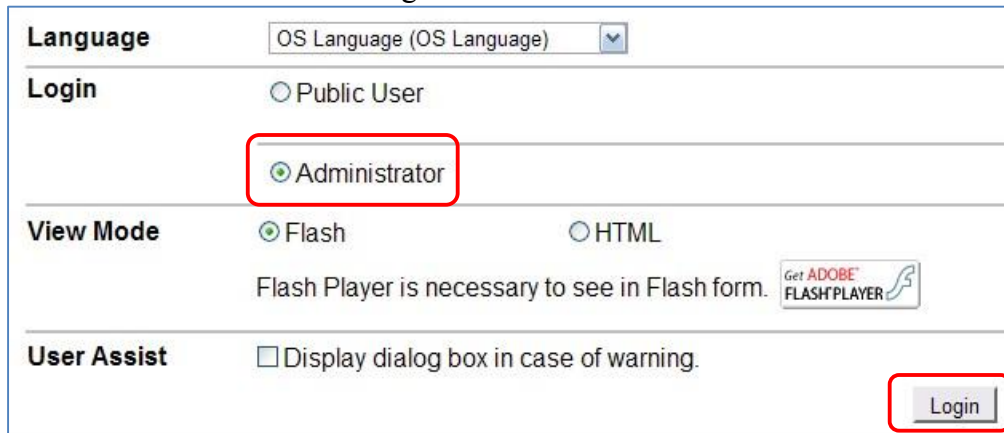 Language OS Language (OS Language)
Login Public User
Administrator
View Mode Flash HTML
Flash Player is necessary to see in Flash form. Get ADOBE® FLASH® PLAYER
User Assist Display dialog box in case of warning.
Login